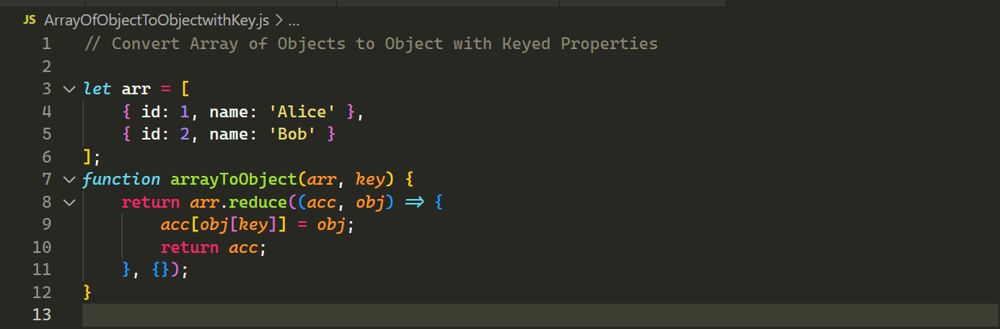 JS ArrayOfObjectToObjectwithKey.js > ...
1 // Convert Array of Objects to Object with Keyed Properties
2
3 let arr = [
4     { id: 1, name: 'Alice' },
5     { id: 2, name: 'Bob' }
6 ];
7 function arrayToObject(arr, key) {
8     return arr.reduce((acc, obj) => {
9         acc[obj[key]] = obj;
10         return acc;
11     }, {});
12 }
13